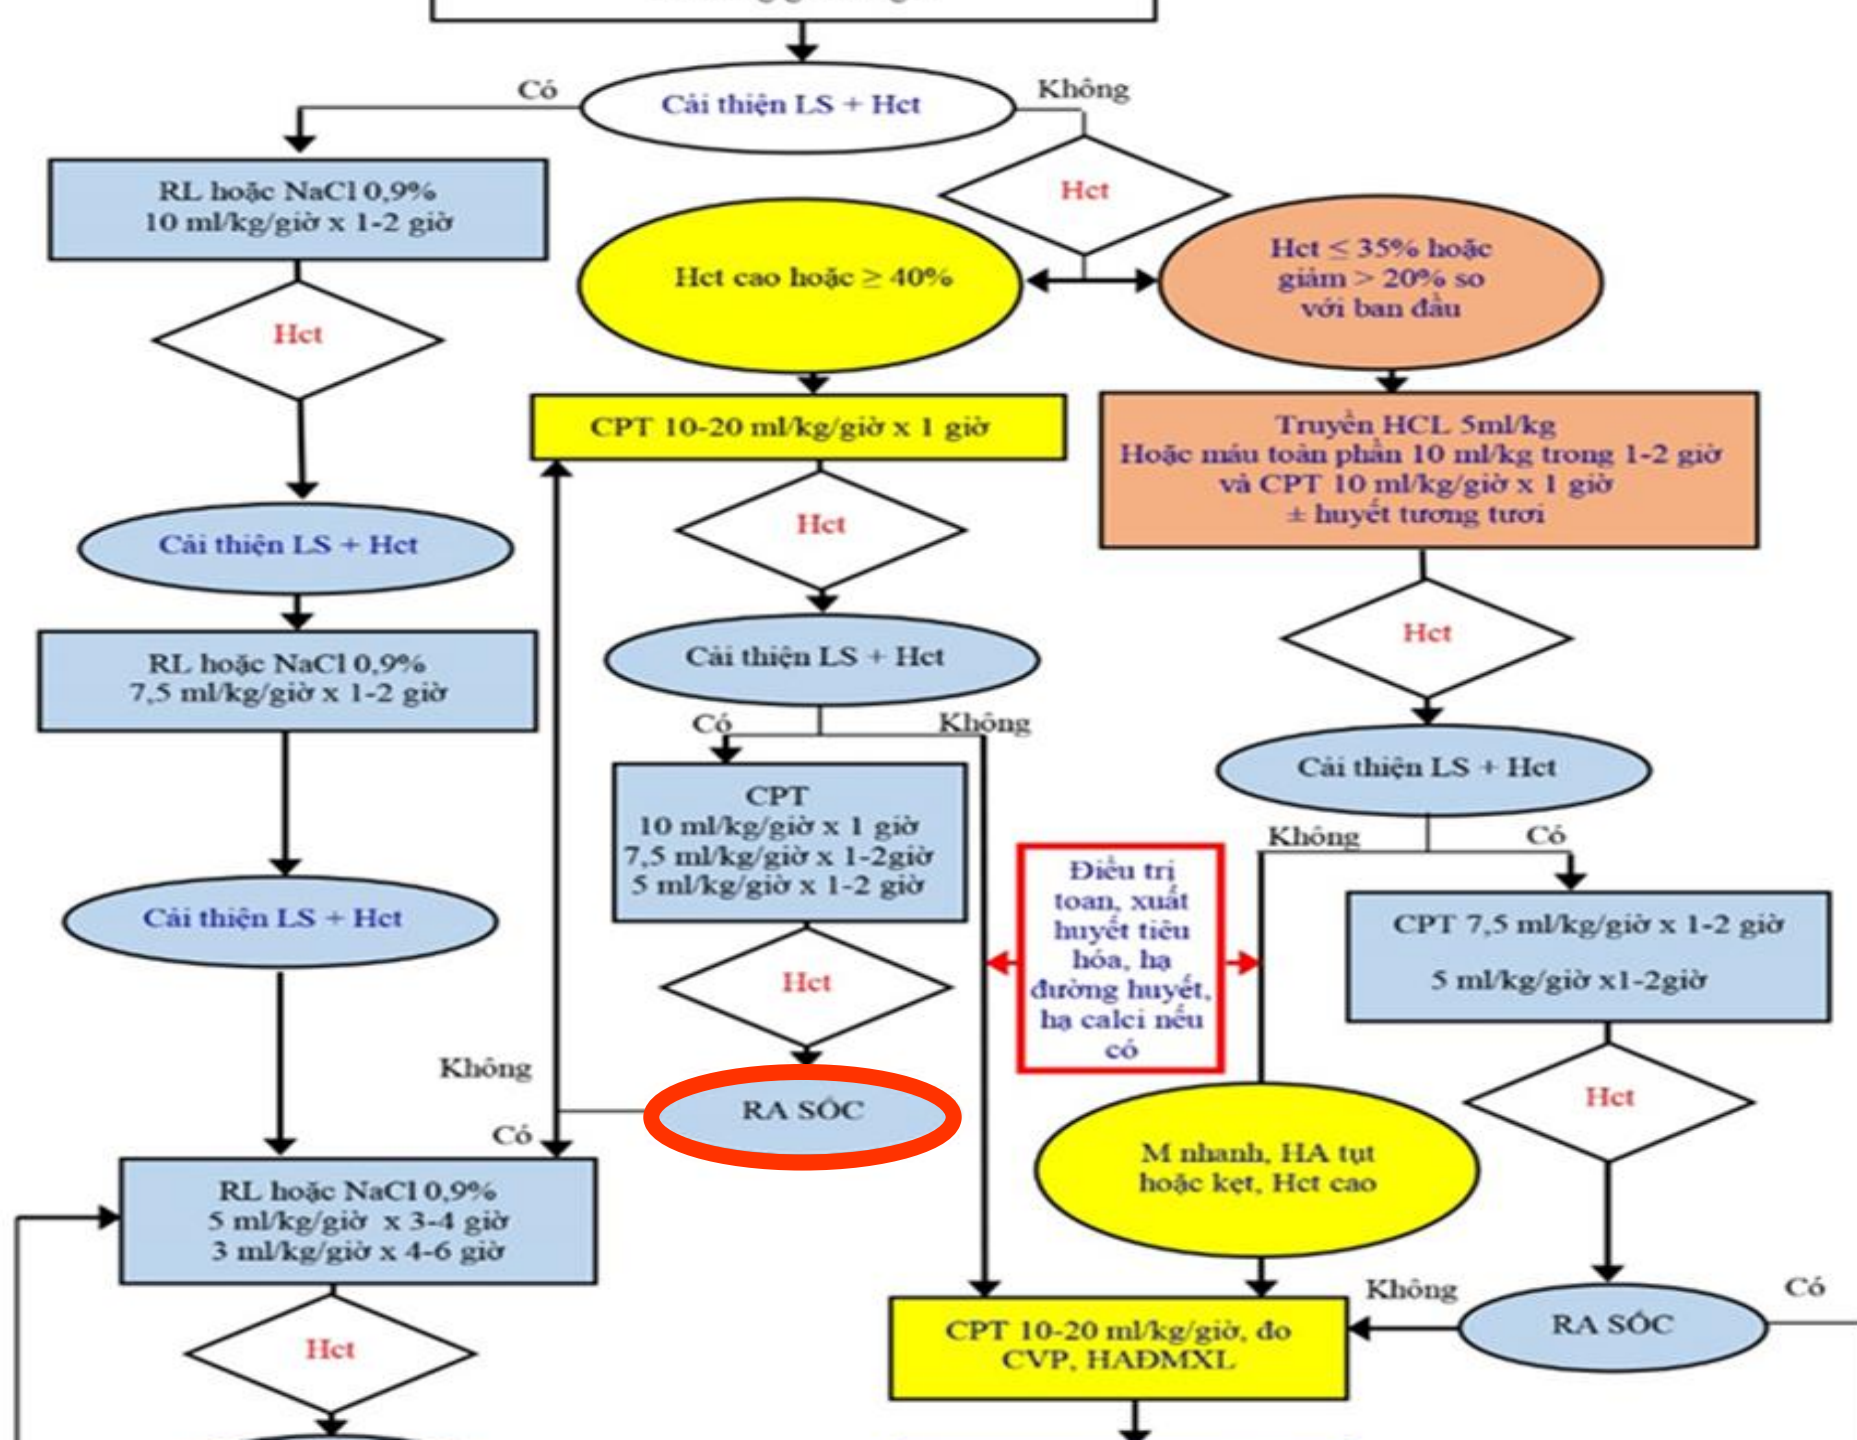 Có
Cải thiện LS + Hct
Không
RL hoặc NaCl 0,9%
10 ml/kg/giờ x 1-2 giờ
Hct
Hct cao hoặc ≥ 40%
Hct ≤ 35% hoặc
giảm > 20% so
với ban đầu
Hct
CPT 10-20 ml/kg/giờ x 1 giờ
Truyền HCL 5ml/kg
Hoặc máu toàn phần 10 ml/kg trong 1-2 giờ
và CPT 10 ml/kg/giờ x 1 giờ
± huyết tương tươi
Cải thiện LS + Hct
Hct
Hct
RL hoặc NaCl 0,9%
7,5 ml/kg/giờ x 1-2 giờ
Cải thiện LS + Hct
Có
Không
Cải thiện LS + Hct
CPT
10 ml/kg/giờ x 1 giờ
7,5 ml/kg/giờ x 1-2giờ
5 ml/kg/giờ x 1-2 giờ
Không
Có
Điều trị
toan, xuất
huyết tiêu
hóa, hạ
đường huyết,
hạ calci nếu
có
CPT 7,5 ml/kg/giờ x 1-2 giờ
5 ml/kg/giờ x1-2giờ
Cải thiện LS + Hct
Hct
Không
RA SỐC
Có
Hct
M nhanh, HA tụt
hoặc kẹt, Hct cao
RL hoặc NaCl 0,9%
5 ml/kg/giờ x 3-4 giờ
3 ml/kg/giờ x 4-6 giờ
Không
Có
CPT 10-20 ml/kg/giờ, đo
CVP, HAĐMXL
RA SỐC
Hct